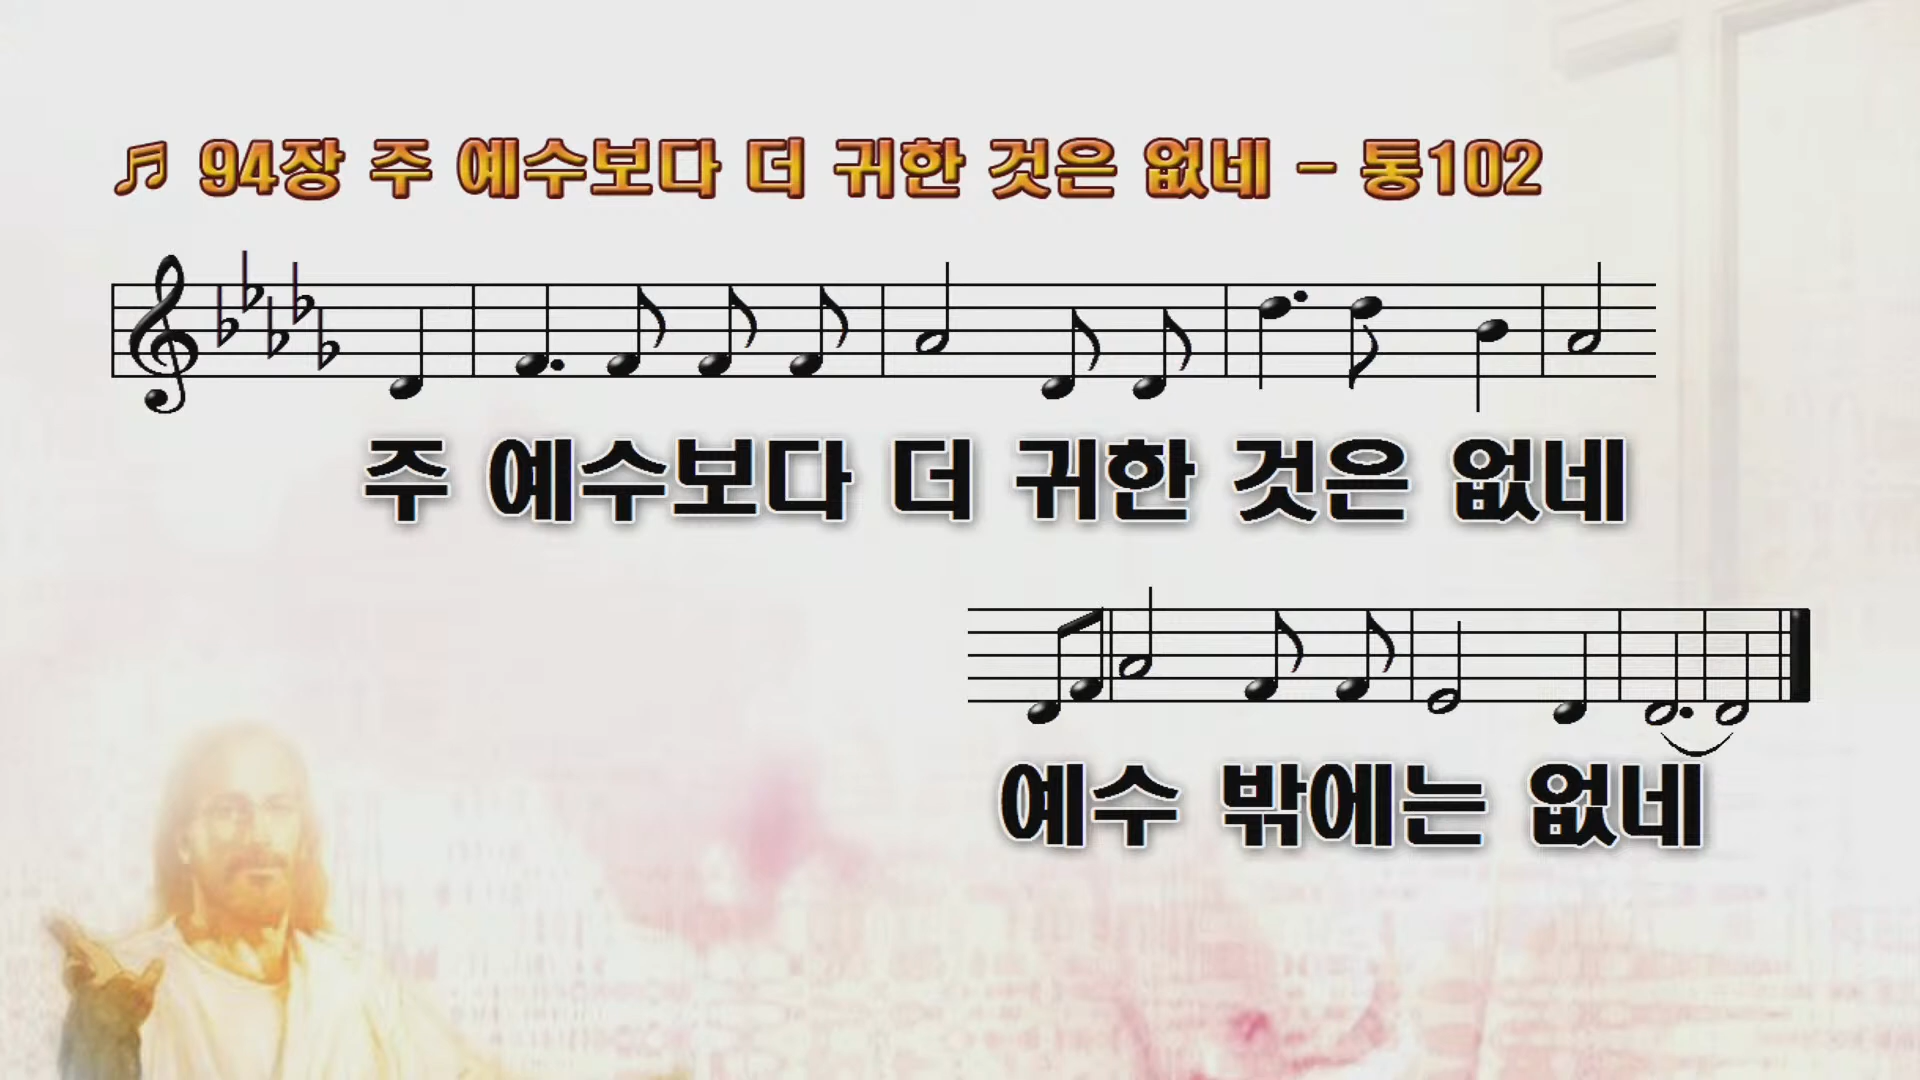 94장 주 예수보다 더 귀한 것은 없네 - 통102
주 예수보다 더 귀한 것은 없네
예수 밖에는 없네